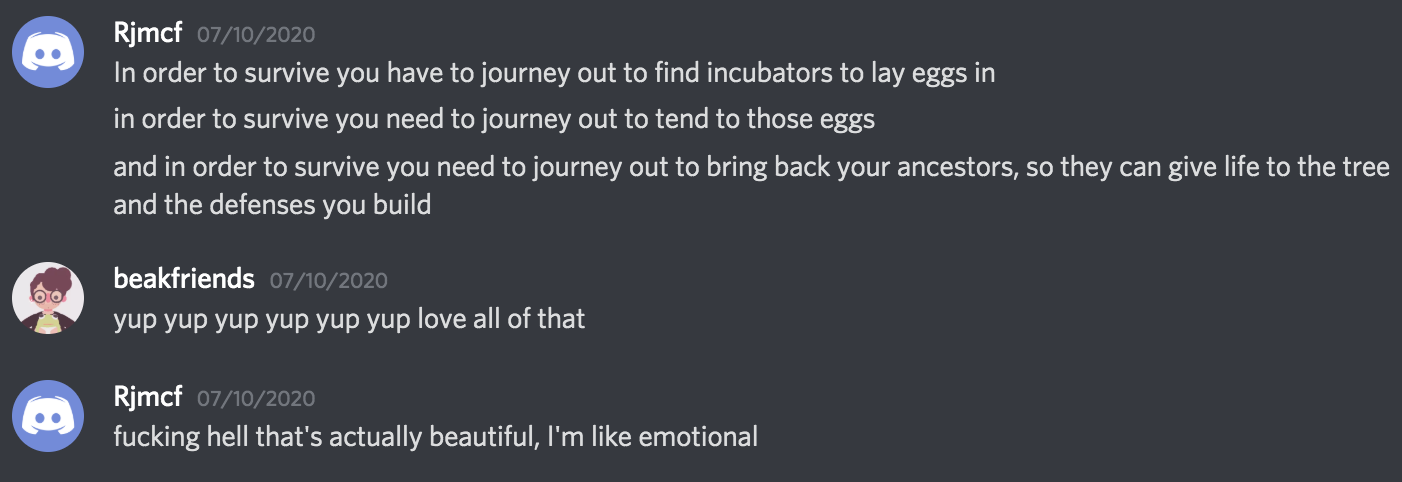 Rjmcf 07/10/2020
In order to survive you have to journey out to find incubators to lay eggs in
in order to survive you need to journey out to tend to those eggs
and in order to survive you need to journey out to bring back your ancestors, so they can give life to the tree
and the defenses you build
beakfriends 07/10/2020
yup yup yup yup yup yup love all of that
Rjmcf 07/10/2020
fucking hell that's actually beautiful, I'm like emotional